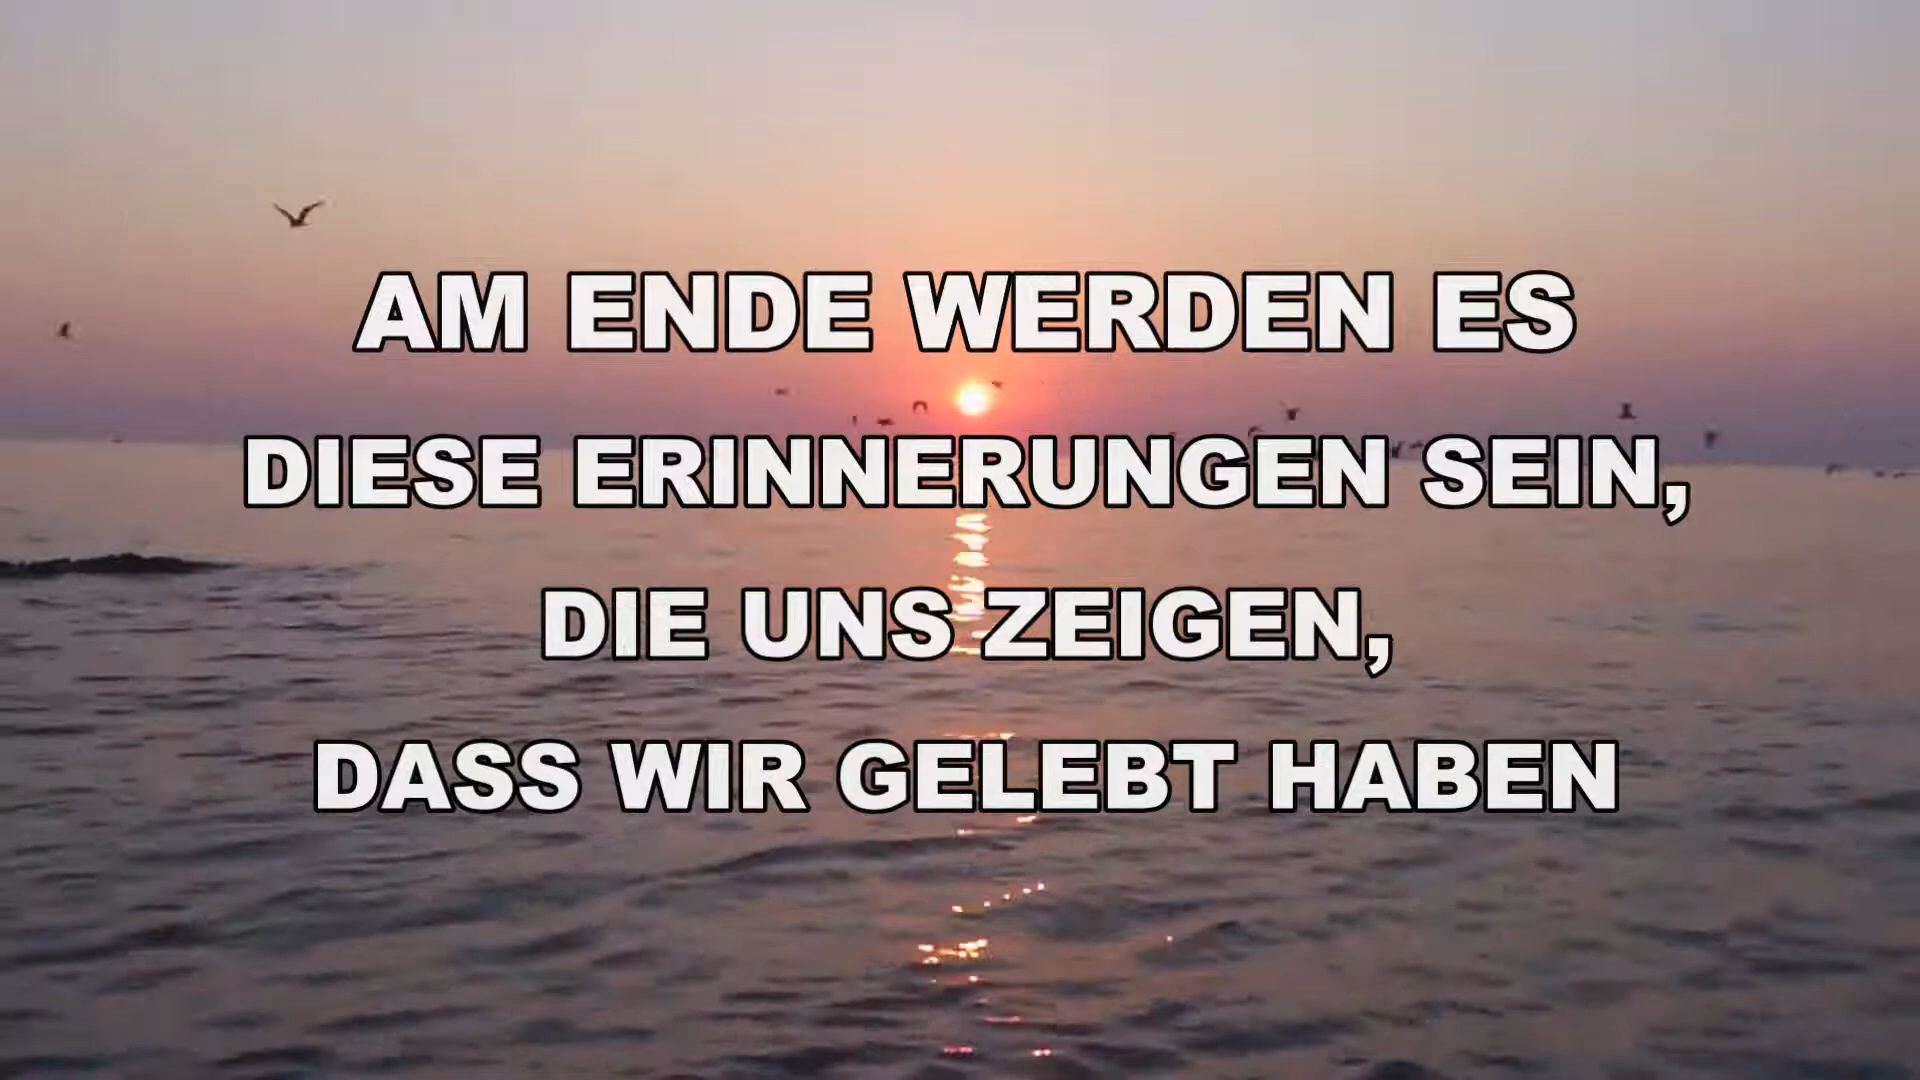 AM ENDE WERDEN ES
DIESE ERINNERUNGEN SEIN,
DIE UNS ZEIGEN,
DASS WIR GELEBT HABEN